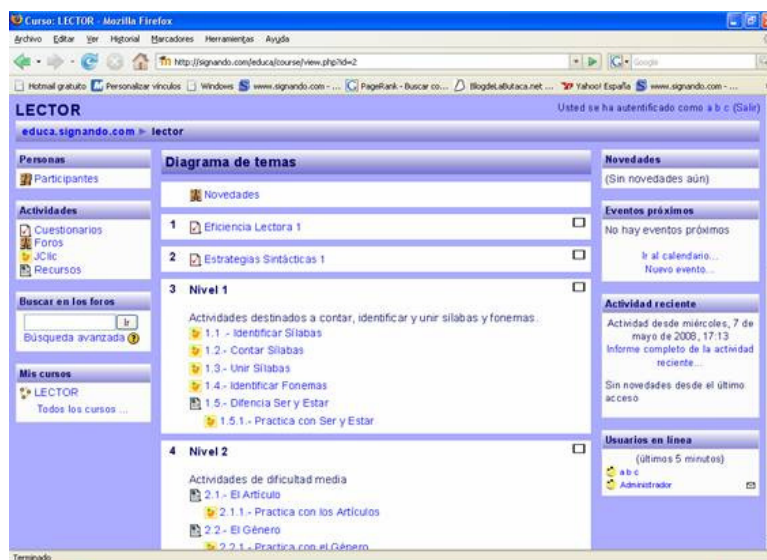 Curso: LECTOR - Mozilla Firefox
Archivo Editar Ver Historial Marcadores Herramientas Ayuda
http://signando.com/educa/course/view.php?id=2
Google
Hotmail gratuito Personalizar vínculos Windows www.signando.com - ... PageRank - Buscar co... BlogdeLaButaca.net ... Yahoo! España www.signando.com - ...
LECTOR
Usted se ha autentificado como a b c (Salir)
educa.signando.com ► lector
Personas
Participantes
Actividades
Cuestionarios
Foros
JClic
Recursos
Buscar en los foros
Ir
Búsqueda avanzada ?
Mis cursos
LECTOR
Todos los cursos ...
Diagrama de temas
Novedades
1 Eficiencia Lectora 1
2 Estrategias Sintácticas 1
3 Nivel 1
Actividades destinados a contar, identificar y unir sílabas y fonemas.
1.1 - Identificar Sílabas
1.2.- Contar Sílabas
1.3.- Unir Sílabas
1.4.- Identificar Fonemas
1.5.- Difencia Ser y Estar
1.5.1.- Practica con Ser y Estar
4 Nivel 2
Actividades de dificultad media
2.1.- El Artículo
2.1.1.- Practica con los Artículos
2.2.- El Género
2.2.1.- Practica con el Género
Novedades
(Sin novedades aún)
Eventos próximos
No hay eventos próximos
Ir al calendario...
Nuevo evento...
Actividad reciente
Actividad desde miércoles, 7 de
mayo de 2008, 17:13
Informe completo de la actividad
reciente...
Sin novedades desde el último
acceso
Usuarios en línea
(últimos 5 minutos)
a b c
Administrador
Terminado